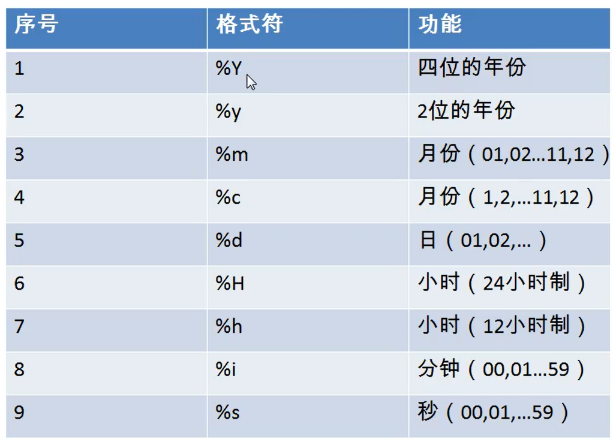 序号 格式符 功能
1 %Y 四位的年份
2 %y 2位的年份
3 %m 月份（01,02…11,12）
4 %c 月份（1,2,…11,12）
5 %d 日（01,02,…）
6 %H 小时（24小时制）
7 %h 小时（12小时制）
8 %i 分钟（00,01…59）
9 %s 秒（00,01,…59）